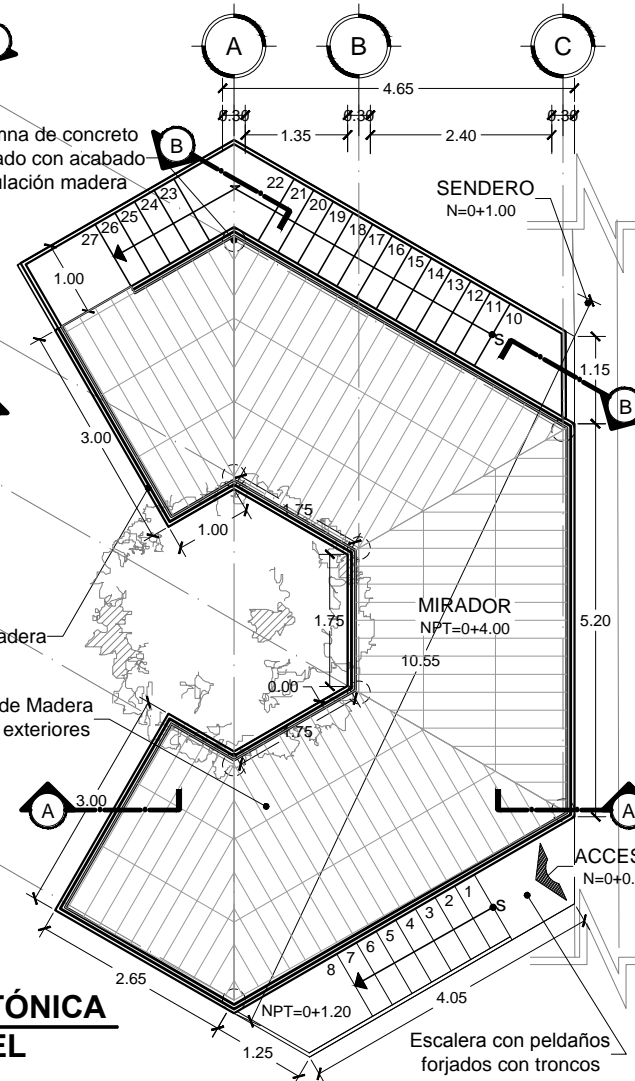 A B C
4.65
0.30 0.30 0.30
1.35 2.40
mna de concreto
ado con acabado
ulación madera
B
SENDERO
N=0+1.00
22 21 20 19 18 17 16 15 14 13 12 11 10
27 26 25 24 23
S
1.00
1.15
B
3.00
1.00
1.75
1.75
MIRADOR
NPT=0+4.00
5.20
10.55
adera
0.00
de Madera
exteriores
1.75
3.00
A
A
ACCES
N=0+0.
8 7 6 5 4 3 2 1
S
2.65
NPT=0+1.20
4.05
1.25
TÓNICA
EL
Escalera con peldaños
forjados con troncos